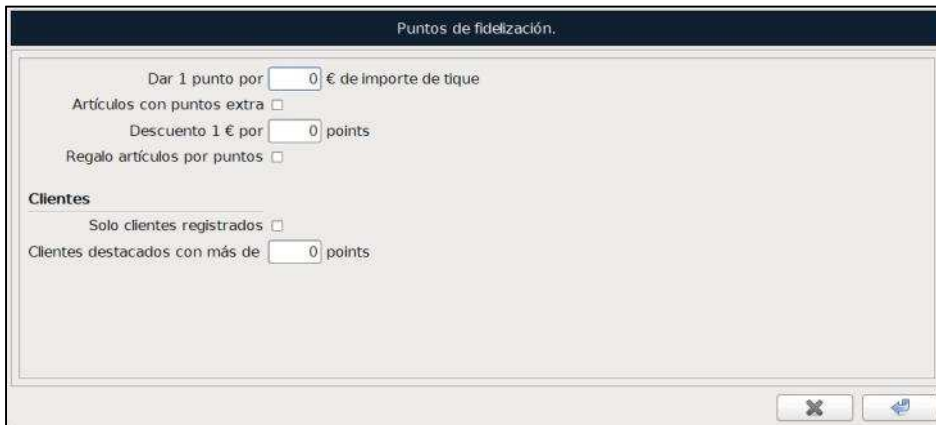 Puntos de fidelización.
Dar 1 punto por 0 € de importe de tique
Artículos con puntos extra
Descuento 1 € por 0 points
Regalo artículos por puntos
Clientes
Solo clientes registrados
Clientes destacados con más de 0 points